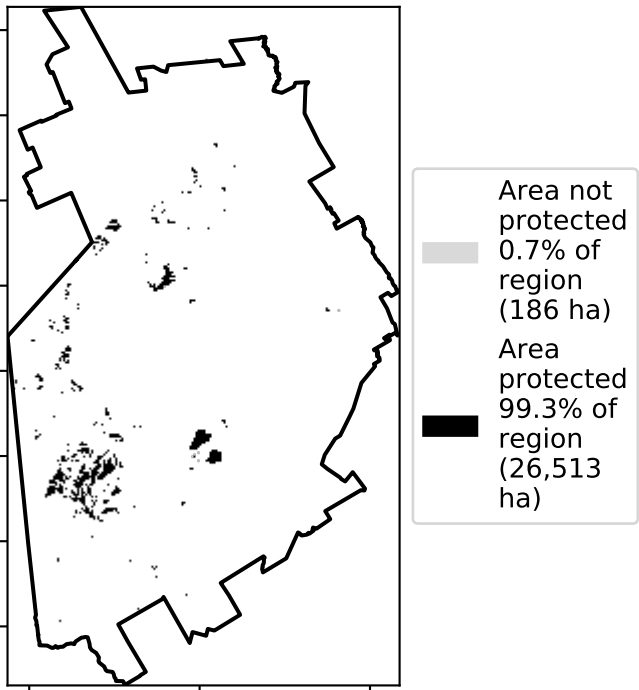 Area not
protected
0.7% of
region
(186 ha)
Area
protected
99.3% of
region
(26,513
ha)